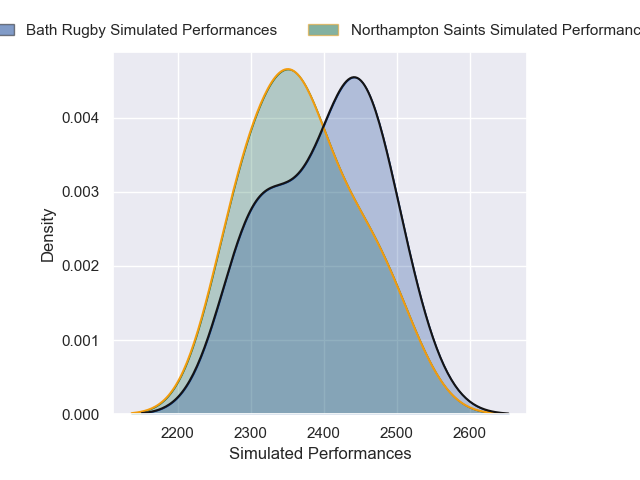 Bath Rugby Simulated Performances
Northampton Saints Simulated Performanc
0.004
0.003
0.002
0.001
0.000
Density
2200 2300 2400 2500 2600
Simulated Performances